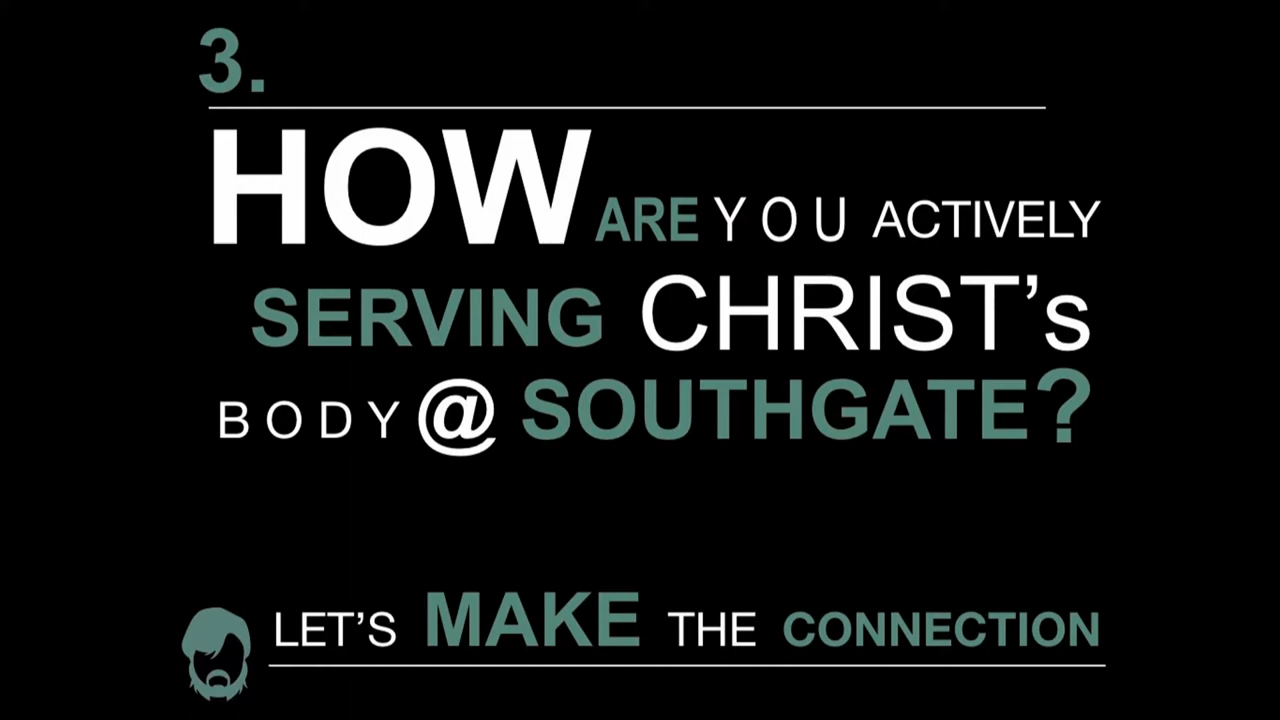 3.
HOW ARE YOU ACTIVELY
SERVING CHRIST's
BODY @ SOUTHGATE?
LET'S MAKE THE CONNECTION